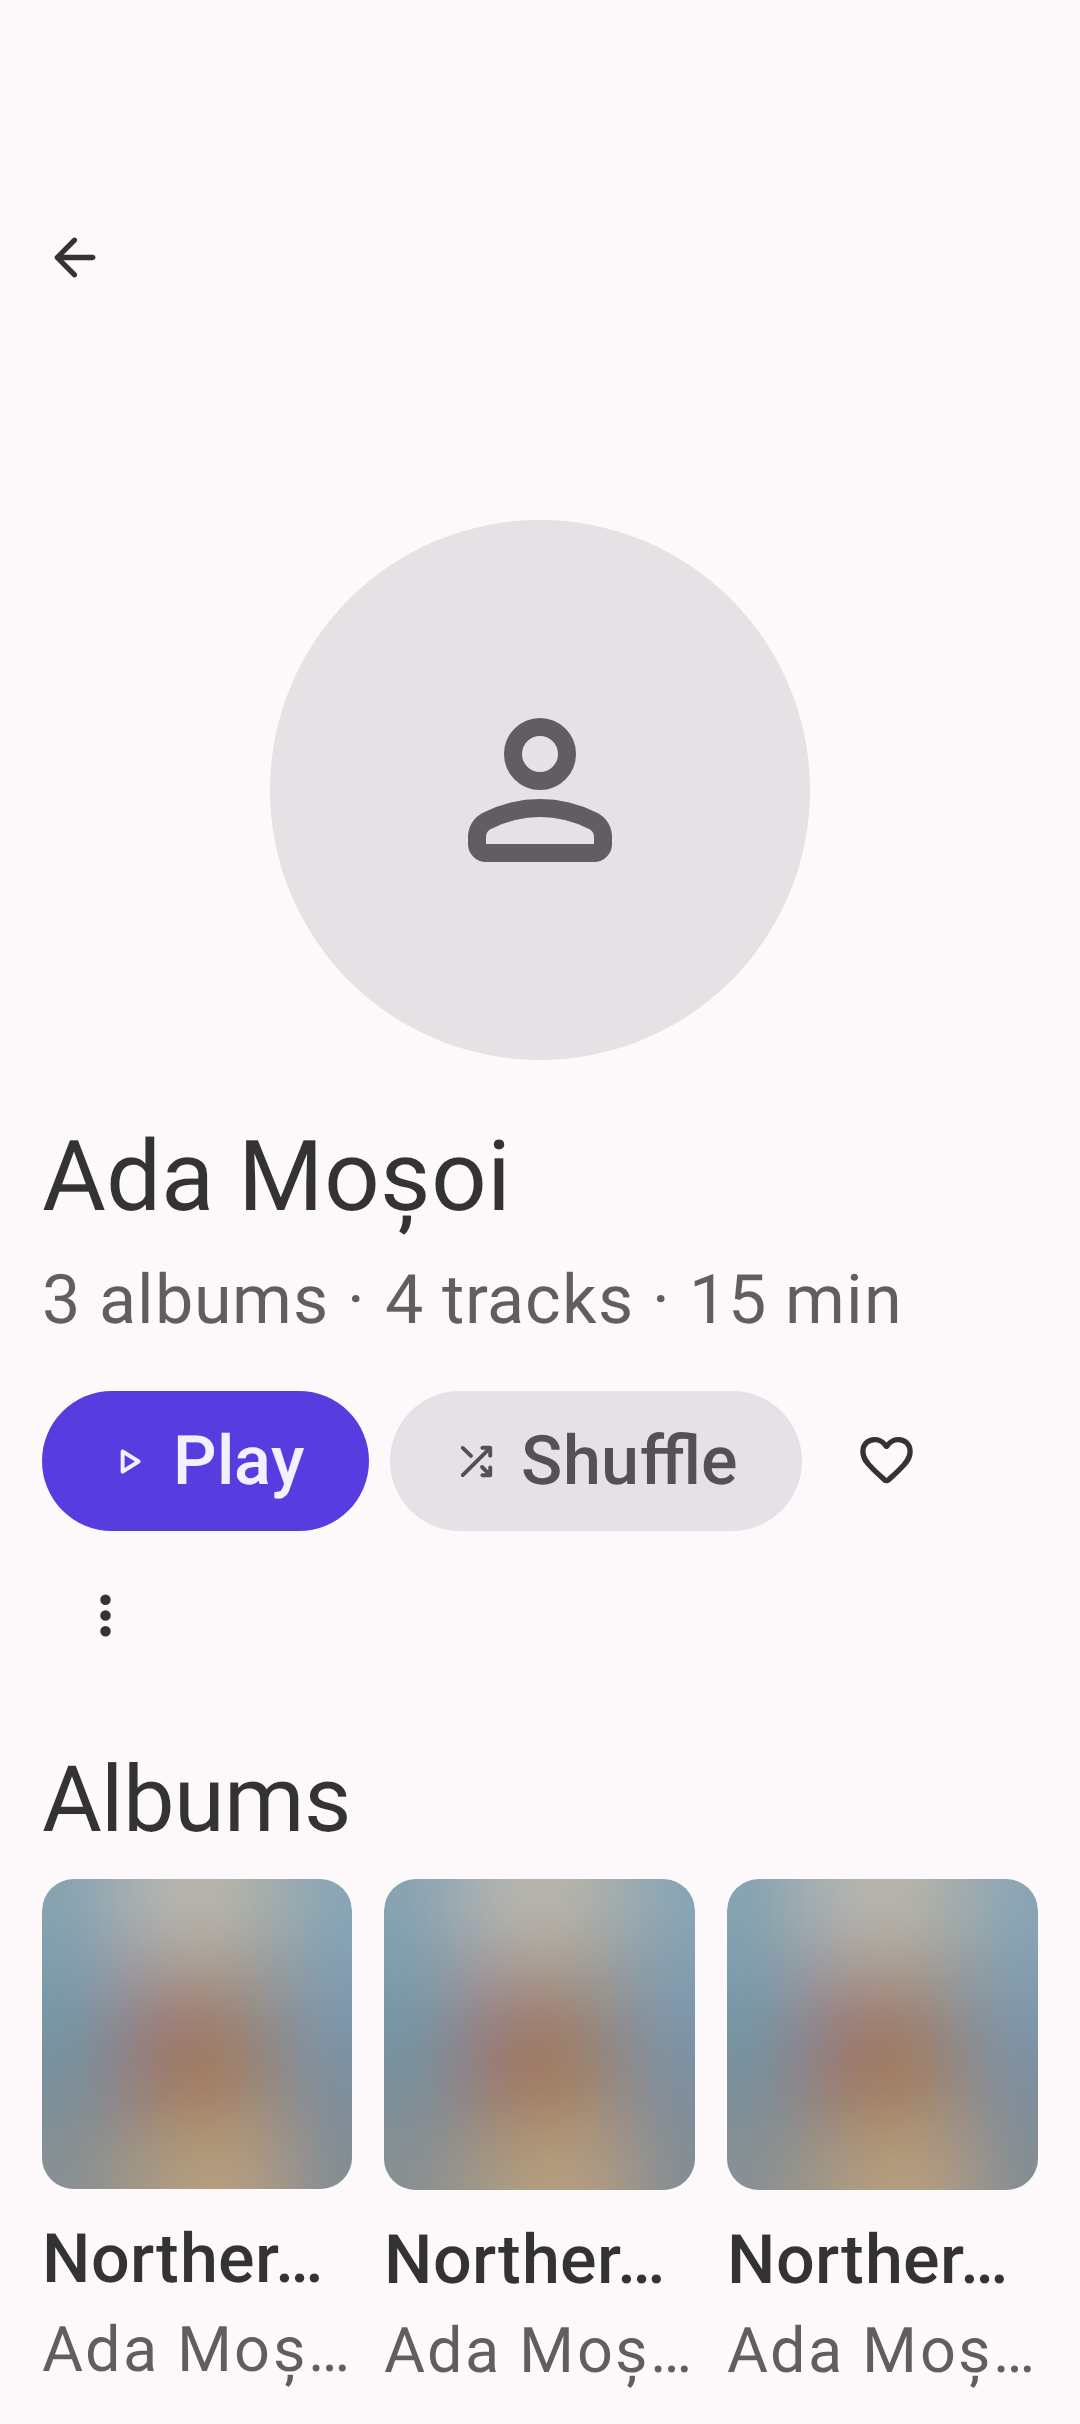 Ada Moșoi
3 albums · 4 tracks · 15 min
Play
Shuffle
Albums
Norther…
Norther…
Norther…
Ada Moș…
Ada Moș…
Ada Moș…